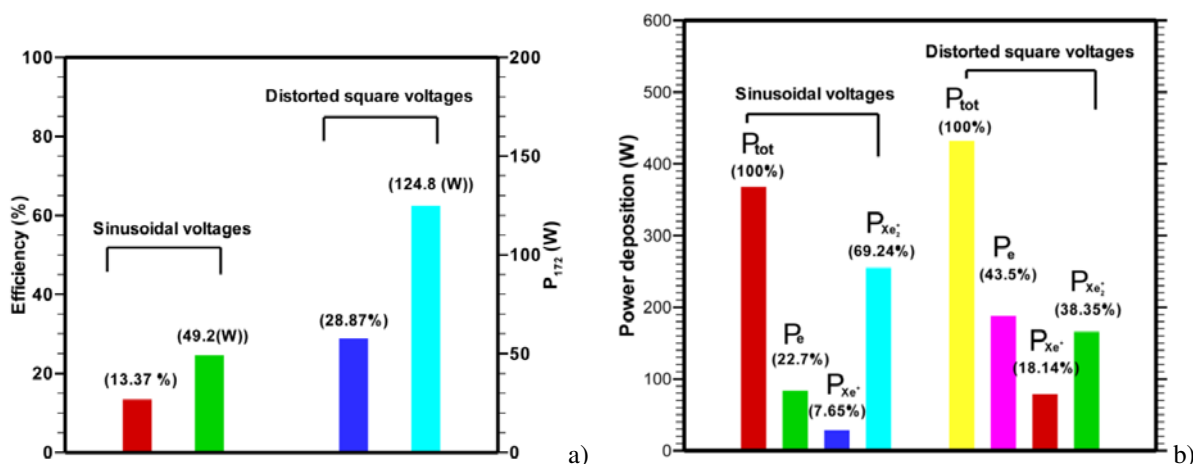 100
80
60
40
20
0
Efficiency (%)
200
150
100
50
0
P172 (W)
Distorted square voltages
(124.8 (W))
Sinusoidal voltages
(49.2(W))
(28.87%)
(13.37 %)
a)
600
500
400
300
200
100
0
Power deposition (W)
Distorted square voltages
Sinusoidal voltages
Ptot
(100%)
Ptot
(100%)
PXe2+
(69.24%)
Pe
(43.5%)
PXe2+
(38.35%)
Pe
(22.7%)
PXe+
(18.14%)
PXe+
(7.65%)
b)